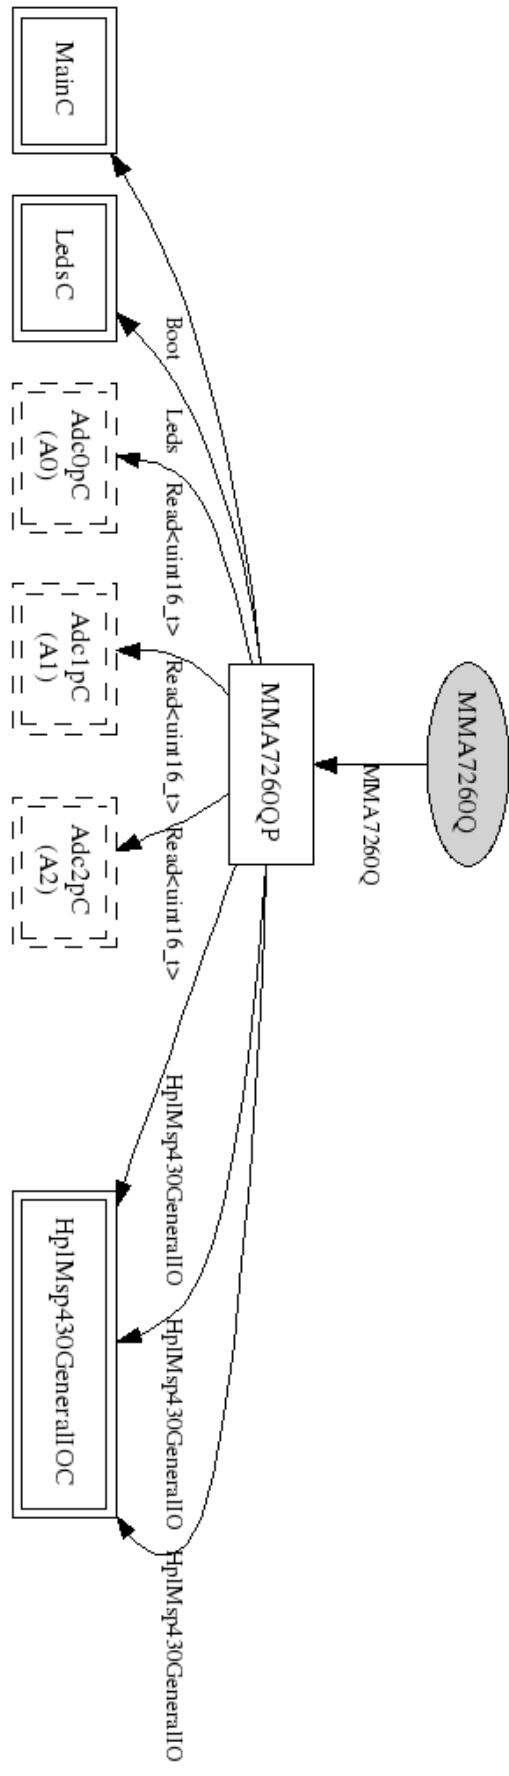 MMA7260Q
MMA7260Q
MMA7260QP
Boot
Leds
Read<uint16_t>
Read<uint16_t>
Read<uint16_t>
HplMsp430GeneralIO
HplMsp430GeneralIO
HplMsp430GeneralIO
MainC
LedsC
Adc0pC
(A0)
Adc1pC
(A1)
Adc2pC
(A2)
HplMsp430GeneralIOC